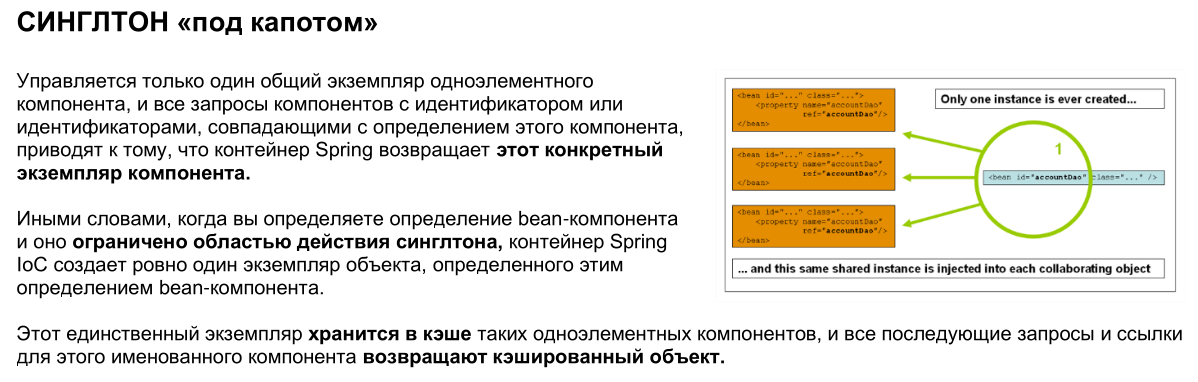 СИНГЛТОН «под капотом»
Управляется только один общий экземпляр одноэлементного
компонента, и все запросы компонентов с идентификатором или
идентификаторами, совпадающими с определением этого компонента,
приводят к тому, что контейнер Spring возвращает этот конкретный
экземпляр компонента.
Иными словами, когда вы определяете определение bean-компонента
и оно ограничено областью действия синглтона, контейнер Spring
IoC создает ровно один экземпляр объекта, определенного этим
определением bean-компонента.
<bean id="..." class="...">
<property name="accountDao"
ref="accountDao"/>
</bean>
<bean id="..." class="...">
<property name="accountDao"
ref="accountDao"/>
</bean>
<bean id="..." class="...">
<property name="accountDao"
ref="accountDao"/>
</bean>
Only one instance is ever created...
1
<bean id="accountDao" class="..." />
... and this same shared instance is injected into each collaborating object
Этот единственный экземпляр хранится в кэше таких одноэлементных компонентов, и все последующие запросы и ссылки
для этого именованного компонента возвращают кэшированный объект.